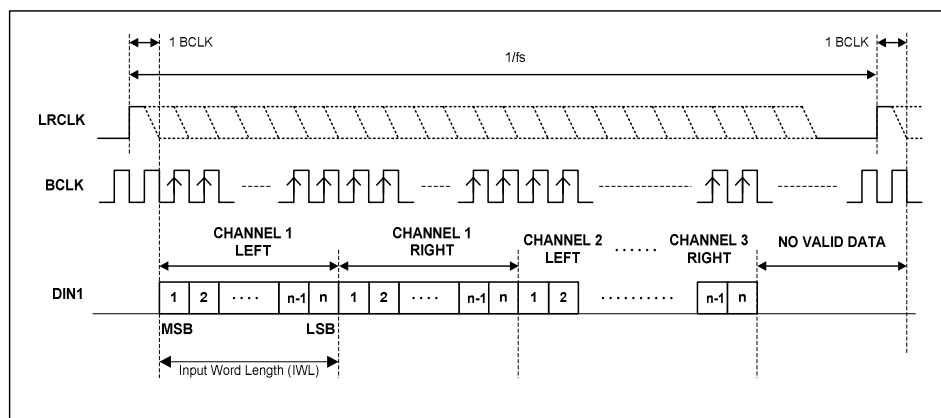 1 BCLK
1 BCLK
1/fs
LRCLK
BCLK
CHANNEL 1
LEFT
CHANNEL 1
RIGHT
CHANNEL 2
LEFT
......
CHANNEL 3
RIGHT
NO VALID DATA
DIN1
1 2 .... n-1 n 1 2 .... n-1 n 1 2 .......... n-1 n
MSB
LSB
Input Word Length (IWL)